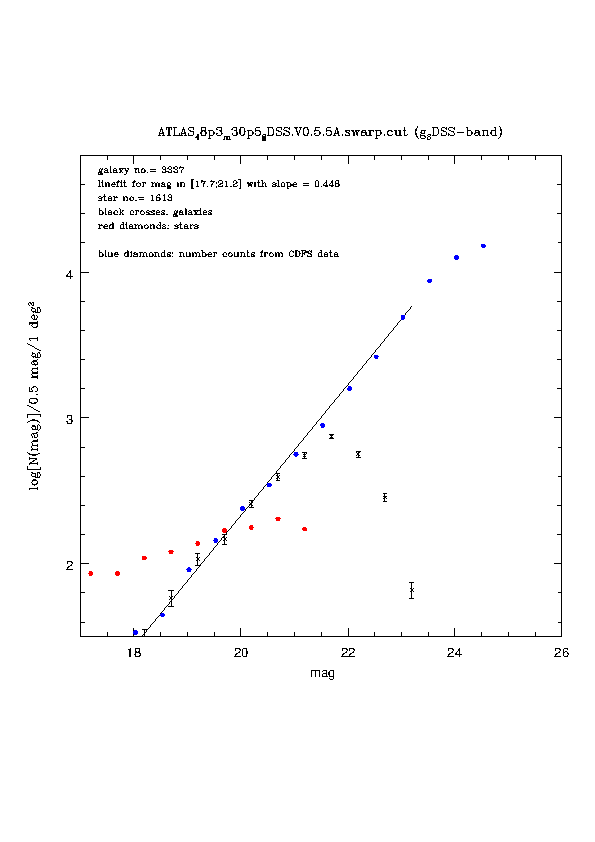 ATLAS₄8p3ₘ30p5gDSS.V0.5.5A.swarp.cut (gₛDSS-band)
galaxy no.= 3337
linefit for mag in [17.7;21.2] with slope = 0.448
star no.= 1613
black crosses: galaxies
red diamonds: stars
blue diamonds: number counts from CDFS data
log[N(mag)]/0.5 mag/1 deg²
4
3
2
18 20 22 24 26
mag